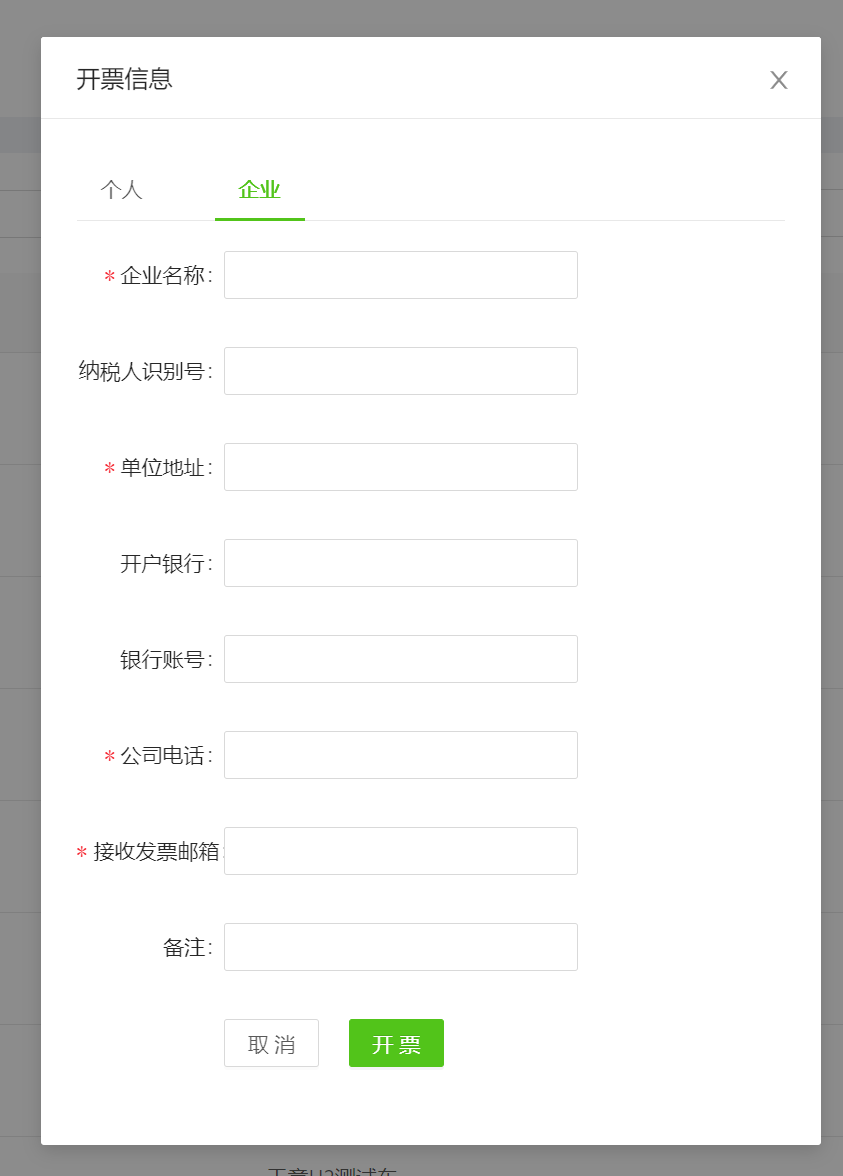 开票信息
个人 企业
* 企业名称:
纳税人识别号:
* 单位地址:
开户银行:
银行账号:
* 公司电话:
* 接收发票邮箱:
备注:
取 消 开 票